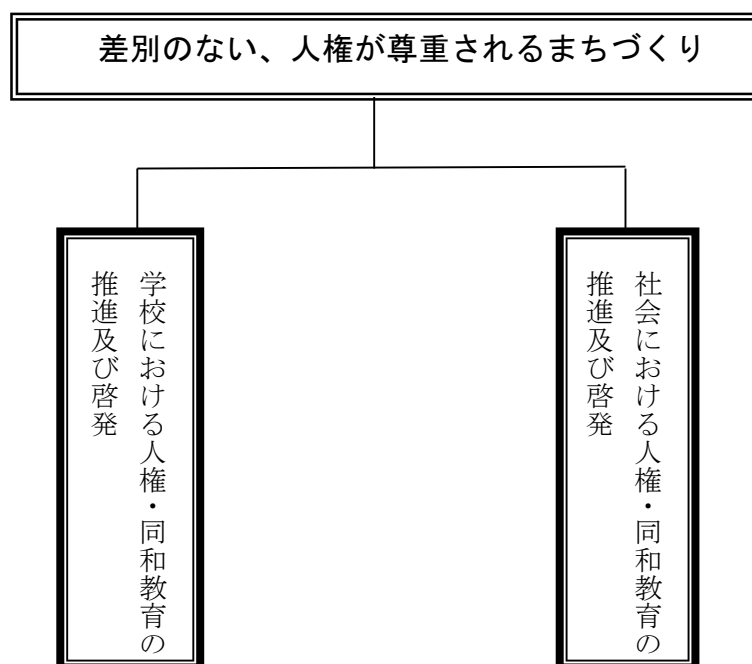 差別のない、人権が尊重されるまちづくり
学校における人権・同和教育の
推進及び啓発
社会における人権・同和教育の
推進及び啓発